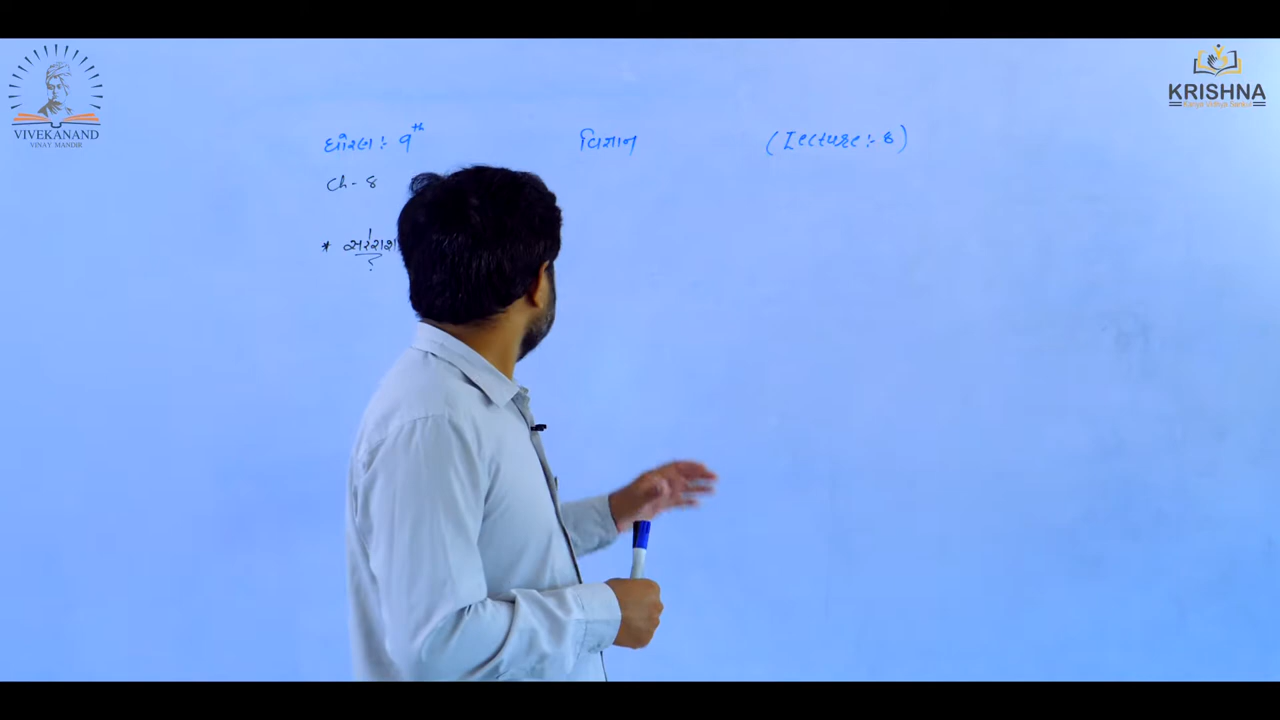 VIVEKANAND
VINAY MANDIR
KRISHNA
ધોરણ :- 9th વિજ્ઞાન (Lecture :- 8)
Ch - 8
*